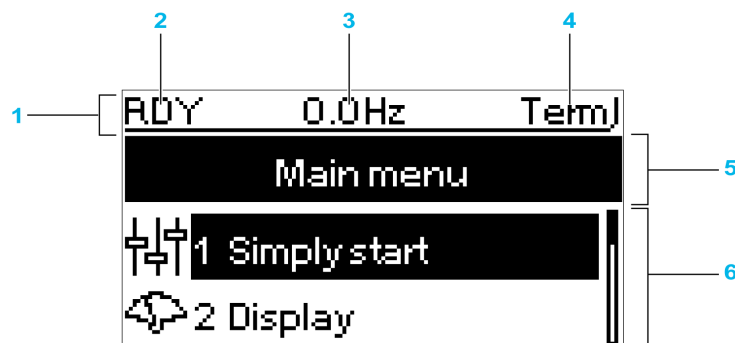 2 3 4
1 RDY 0.0Hz Term
Main menu 5
1 Simply start
6
2 Display